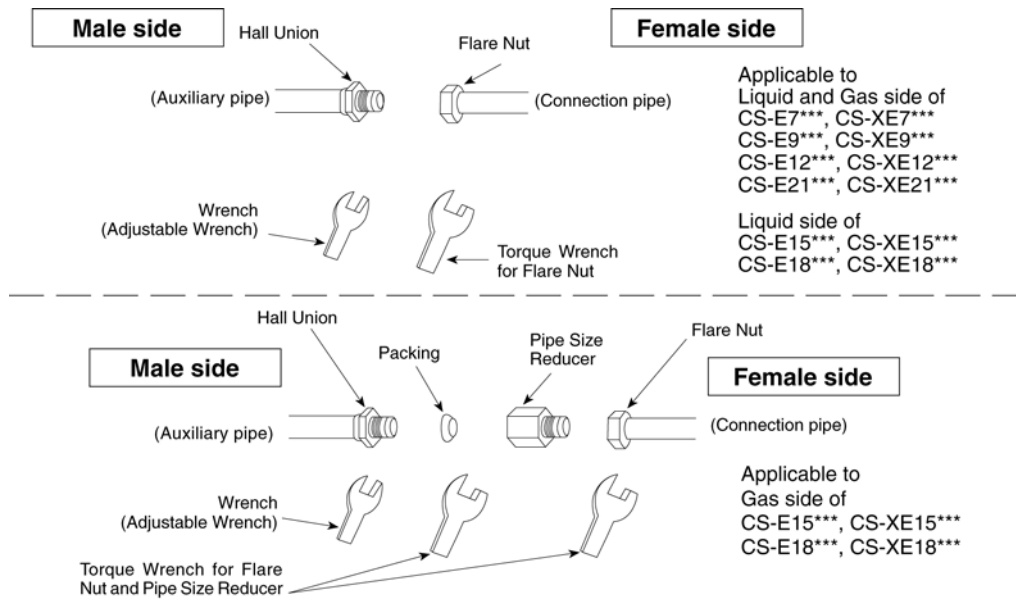 Male side
Hall Union
Flare Nut
Female side
(Auxiliary pipe)
(Connection pipe)
Applicable to
Liquid and Gas side of
CS-E7***, CS-XE7***
CS-E9***, CS-XE9***
CS-E12***, CS-XE12***
CS-E21***, CS-XE21***
Liquid side of
CS-E15***, CS-XE15***
CS-E18***, CS-XE18***
Wrench
(Adjustable Wrench)
Torque Wrench
for Flare Nut
Male side
Hall Union
Packing
Pipe Size
Reducer
Flare Nut
Female side
(Auxiliary pipe)
(Connection pipe)
Applicable to
Gas side of
CS-E15***, CS-XE15***
CS-E18***, CS-XE18***
Wrench
(Adjustable Wrench)
Torque Wrench for Flare
Nut and Pipe Size Reducer